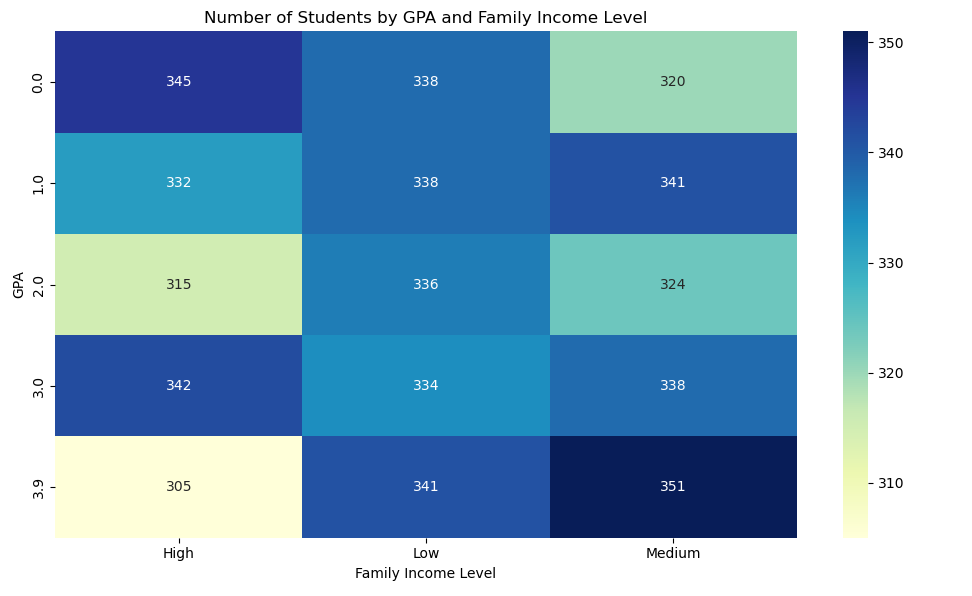 Number of Students by GPA and Family Income Level
GPA
0.0 345 338 320
1.0 332 338 341
2.0 315 336 324
3.0 342 334 338
3.9 305 341 351
High Low Medium
Family Income Level
350
340
330
320
310